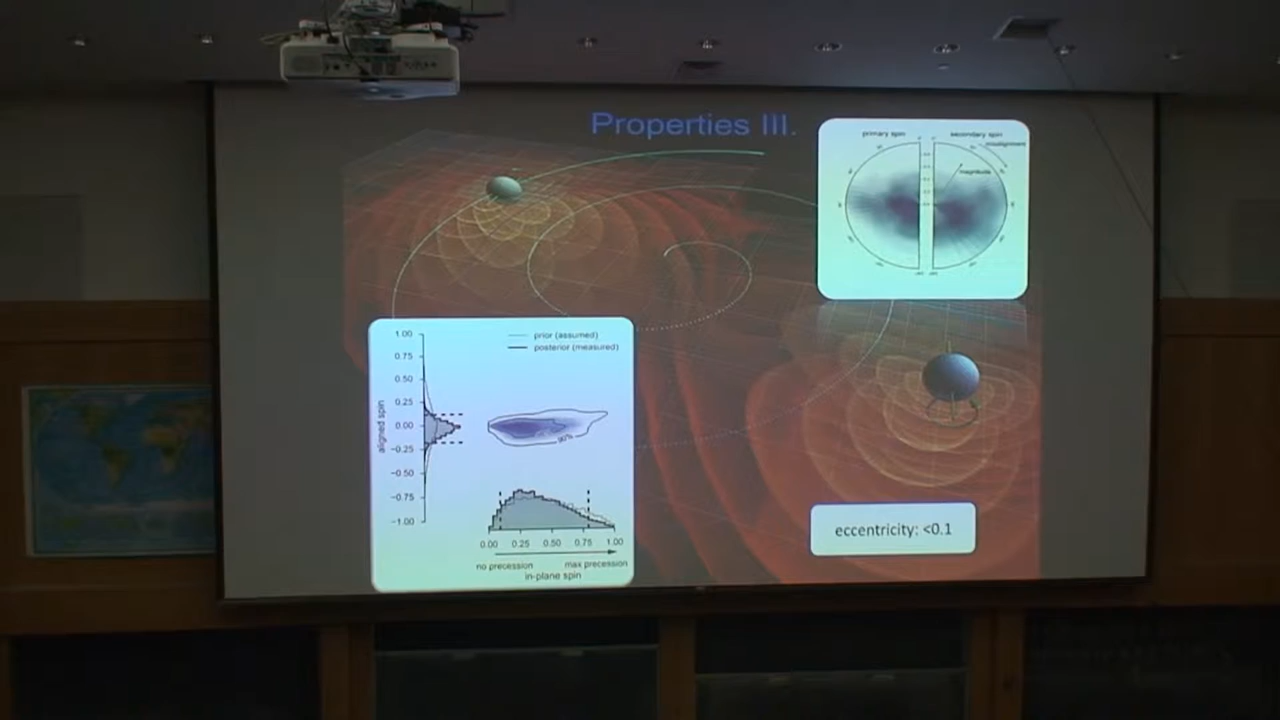 Properties III.
primary spin
secondary spin
misalignment
magnitude
prior (assumed)
posterior (measured)
1.00
0.75
0.50
0.25
0.00
−0.25
−0.50
−0.75
−1.00
aligned spin
90%
0.00 0.25 0.50 0.75 1.00
no precession max precession
in-plane spin
eccentricity: <0.1